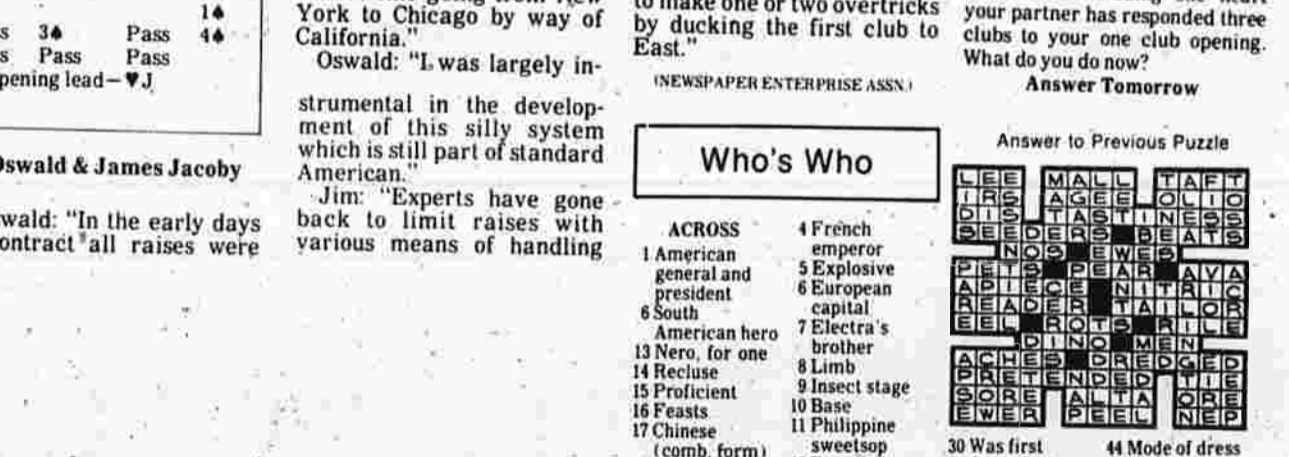 1♠
s 3♠ Pass 4♠
s Pass Pass
pening lead—♥J
Oswald & James Jacoby
wald: "In the early days
ontract all raises were
York to Chicago by way of
California."
Oswald: "I was largely in-
strumental in the develop-
ment of this silly system
which is still part of standard
American."
Jim: "Experts have gone
back to limit raises with
various means of handling
to make one or two overtricks
by ducking the first club to
East."
(NEWSPAPER ENTERPRISE ASSN.)
your partner has responded three
clubs to your one club opening.
What do you do now?
Answer Tomorrow
Who's Who
ACROSS
1 American
general and
president
6 South
American hero
13 Nero, for one
14 Recluse
15 Proficient
16 Feasts
17 Chinese
(comb. form)
4 French
emperor
5 Explosive
6 European
capital
7 Electra's
brother
8 Limb
9 Insect stage
10 Base
11 Philippine
sweetsop
Answer to Previous Puzzle
LEE MALL TAFT
IRS AGEE OLIO
DIS TASTINESS
SEEDERS BEATS
NOS EWES
PETS PEAR AVA
APIECE NITRIC
READER TAILOR
EEL ROTS RILE
DINO MEN
ACHES DREDGED
PRETENDED TIE
SORE ALTA ORE
EWER PEEL NEP
30 Was first
44 Mode of dress